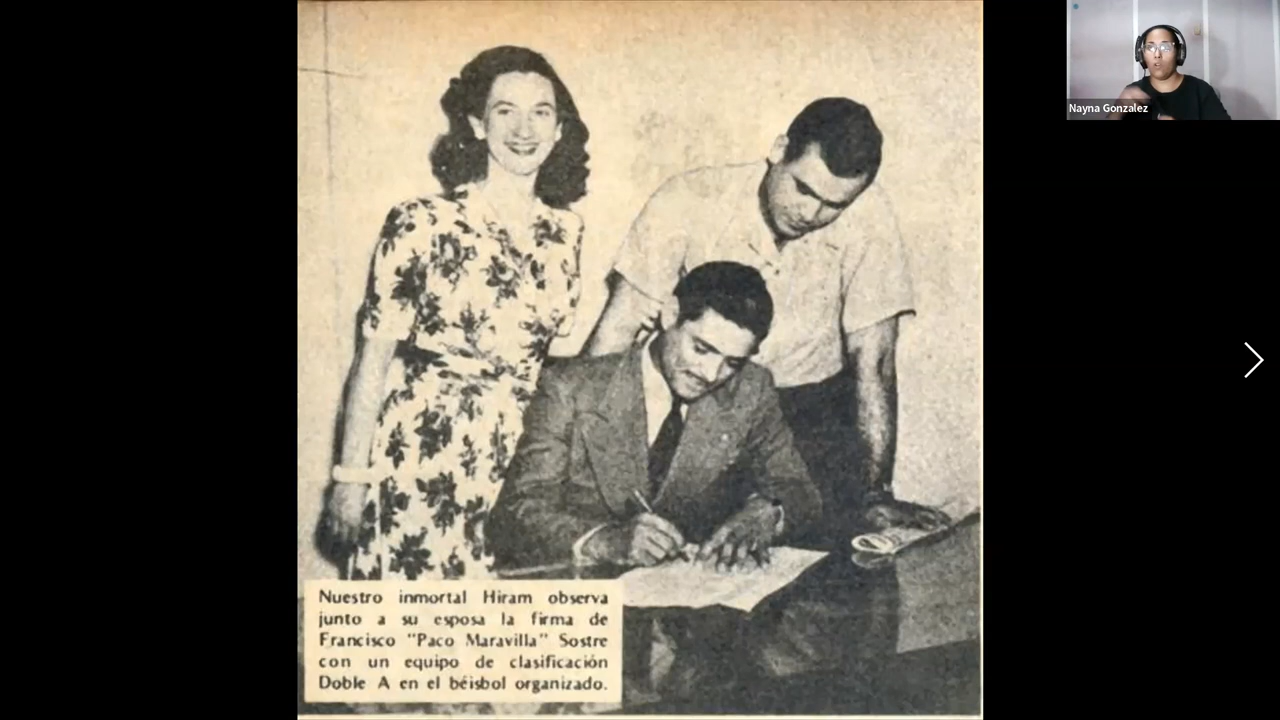 Nayna Gonzalez
Nuestro inmortal Hiram observa
junto a su esposa la firma de
Francisco "Paco Maravilla" Sostre
con un equipo de clasificación
Doble A en el béisbol organizado.